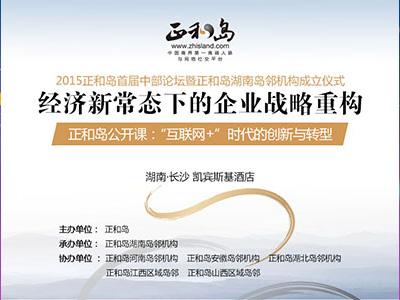 正和岛
www.zhisland.com
中国商界第一高端人脉
与网络社交平台
2015正和岛首届中部论坛暨正和岛湖南岛邻机构成立仪式
经济新常态下的企业战略重构
正和岛公开课：“互联网+”时代的创新与转型
湖南·长沙 凯宾斯基酒店
主办单位： 正和岛
承办单位： 正和岛湖南岛邻机构
协办单位： 正和岛河南岛邻机构 正和岛安徽岛邻机构 正和岛湖北岛邻机构
正和岛江西区域岛邻 正和岛山西区域岛邻